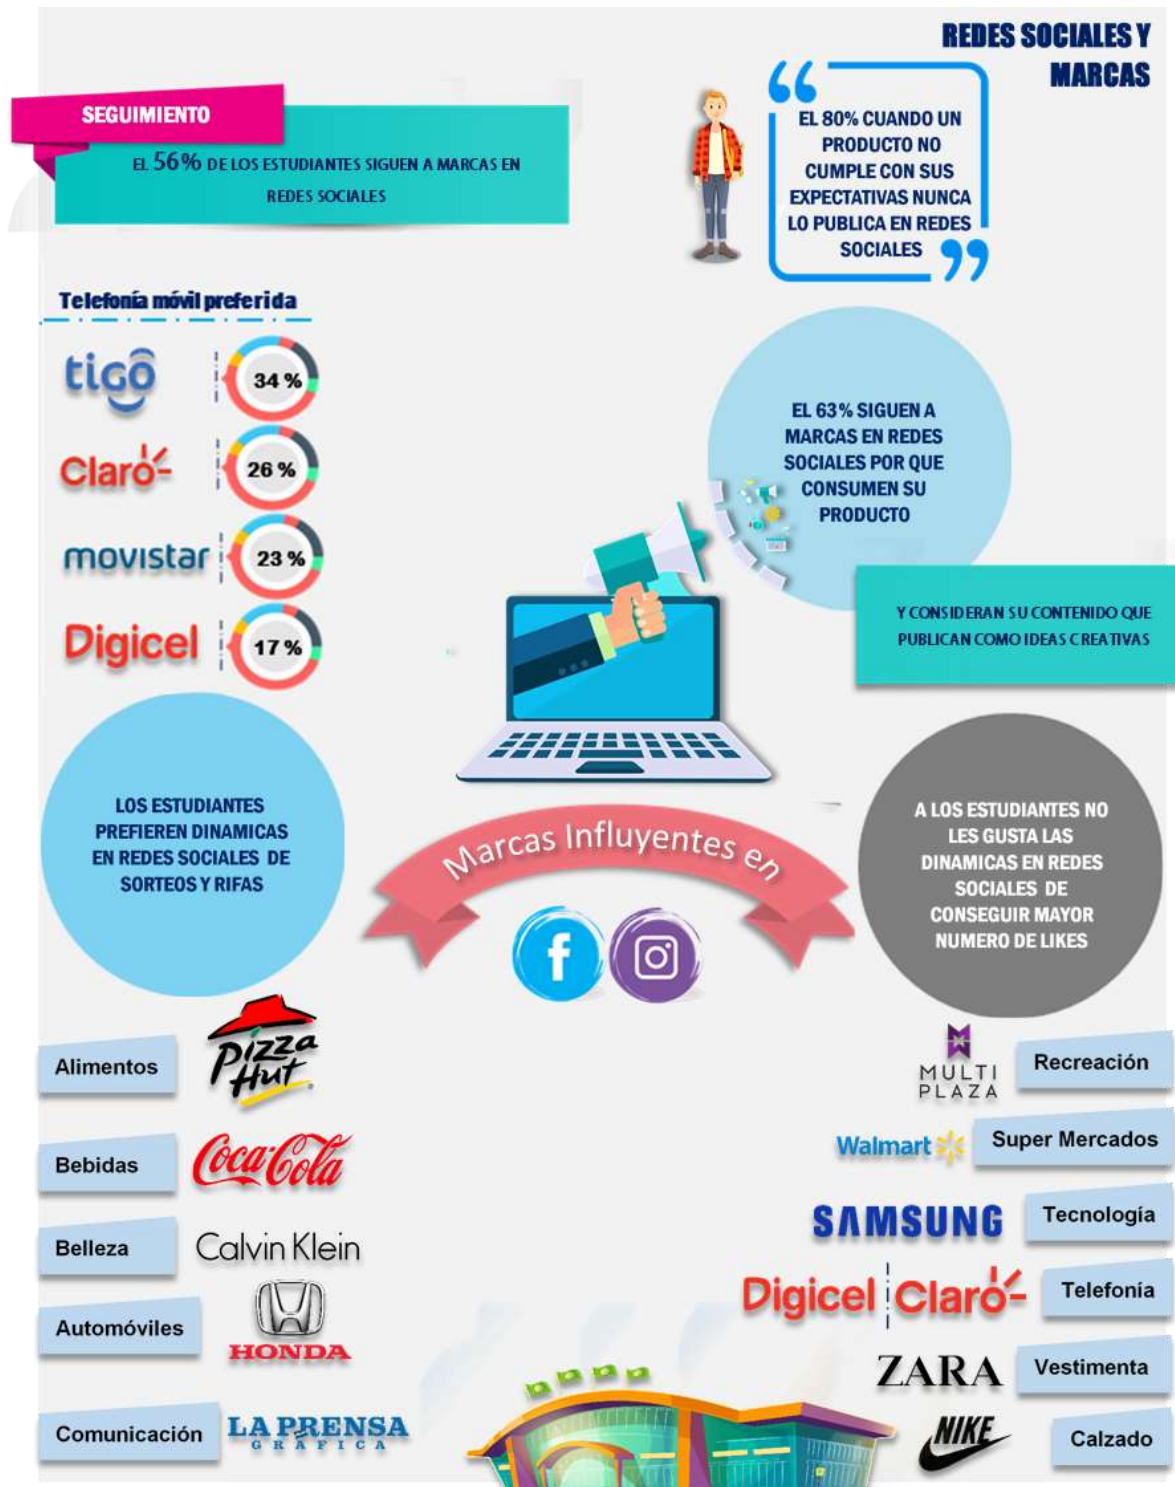 REDES SOCIALES Y
MARCAS
SEGUIMIENTO
EL 56% DE LOS ESTUDIANTES SIGUEN A MARCAS EN
REDES SOCIALES
EL 80% CUANDO UN
PRODUCTO NO
CUMPLE CON SUS
EXPECTATIVAS NUNCA
LO PUBLICA EN REDES
SOCIALES
Telefonía móvil preferida
tigo
34 %
Claro
26 %
movistar
23 %
Digicel
17 %
EL 63% SIGUEN A
MARCAS EN REDES
SOCIALES POR QUE
CONSUMEN SU
PRODUCTO
Y CONSIDERAN SU CONTENIDO QUE
PUBLICAN COMO IDEAS CREATIVAS
LOS ESTUDIANTES
PREFIEREN DINAMICAS
EN REDES SOCIALES DE
SORTEOS Y RIFAS
Marcas Influyentes en
f
A LOS ESTUDIANTES NO
LES GUSTA LAS
DINAMICAS EN REDES
SOCIALES DE
CONSEGUIR MAYOR
NUMERO DE LIKES
Alimentos
Pizza
Hut
Bebidas
Coca-Cola
Belleza
Calvin Klein
Automóviles
HONDA
Comunicación
LA PRENSA
GRÁFICA
MULTI
PLAZA
Recreación
Walmart
Super Mercados
SAMSUNG
Tecnología
Digicel Claro
Telefonía
ZARA
Vestimenta
NIKE
Calzado